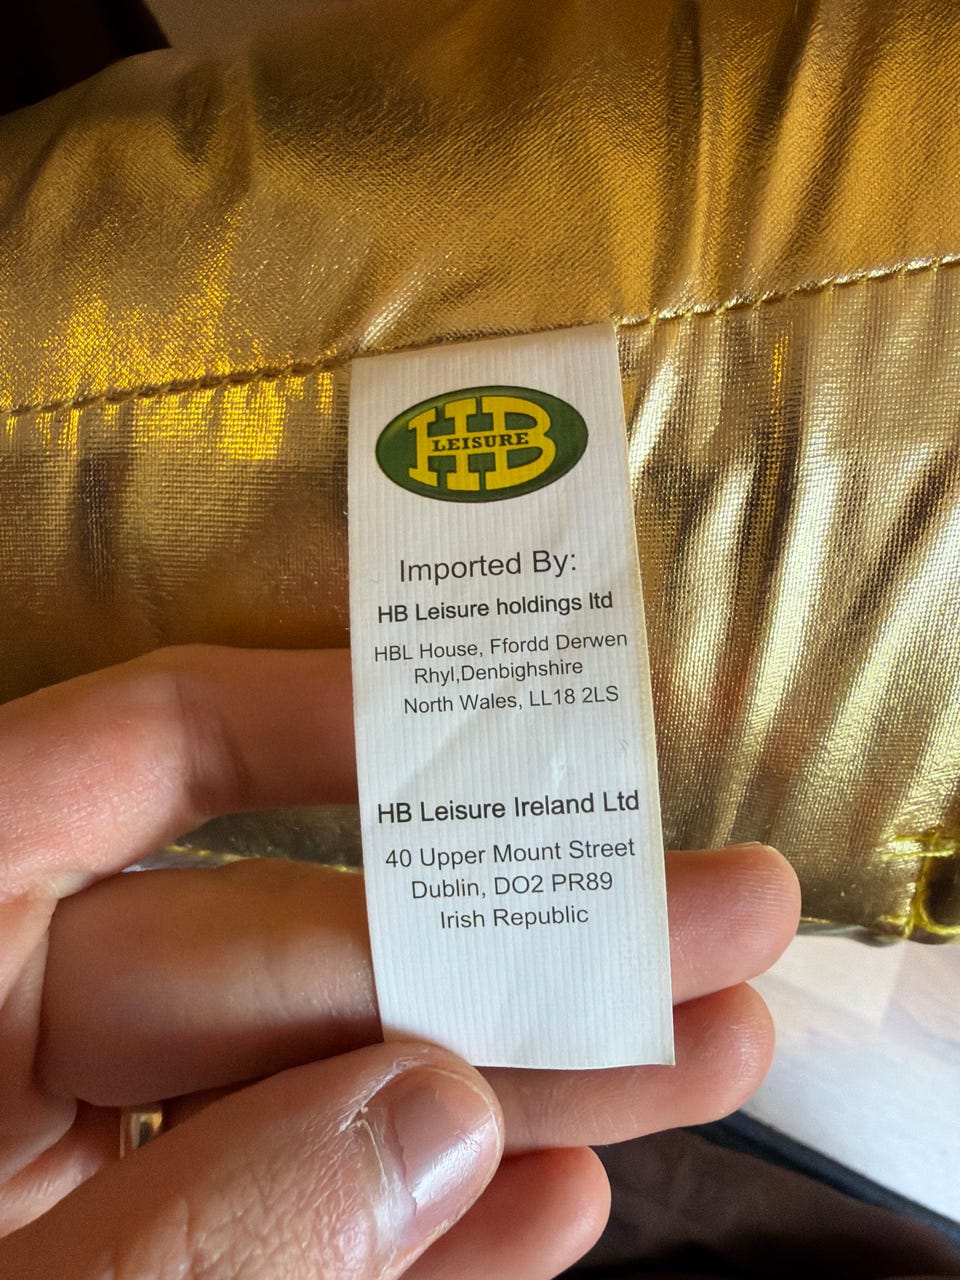 HB
LEISURE
Imported By:
HB Leisure holdings ltd
HBL House, Ffordd Derwen
Rhyl,Denbighshire
North Wales, LL18 2LS
HB Leisure Ireland Ltd
40 Upper Mount Street
Dublin, DO2 PR89
Irish Republic